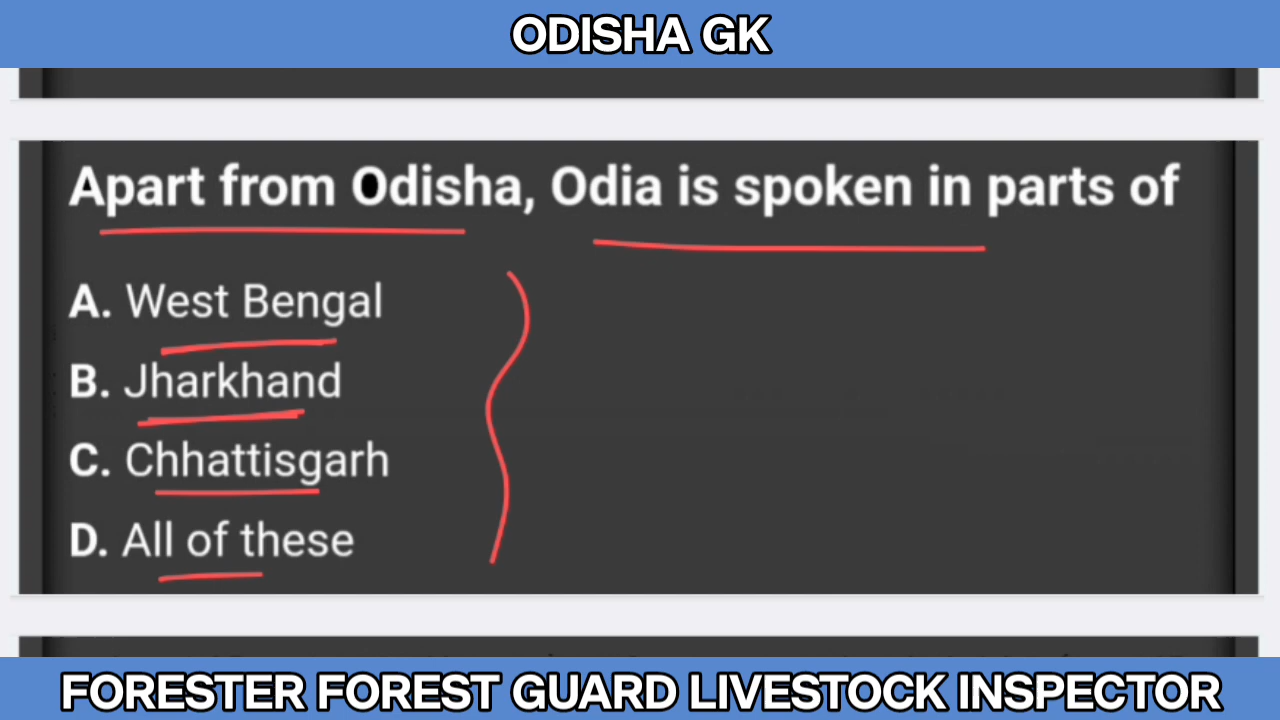 ODISHA GK
Apart from Odisha, Odia is spoken in parts of
A. West Bengal
B. Jharkhand
C. Chhattisgarh
D. All of these
FORESTER FOREST GUARD LIVESTOCK INSPECTOR